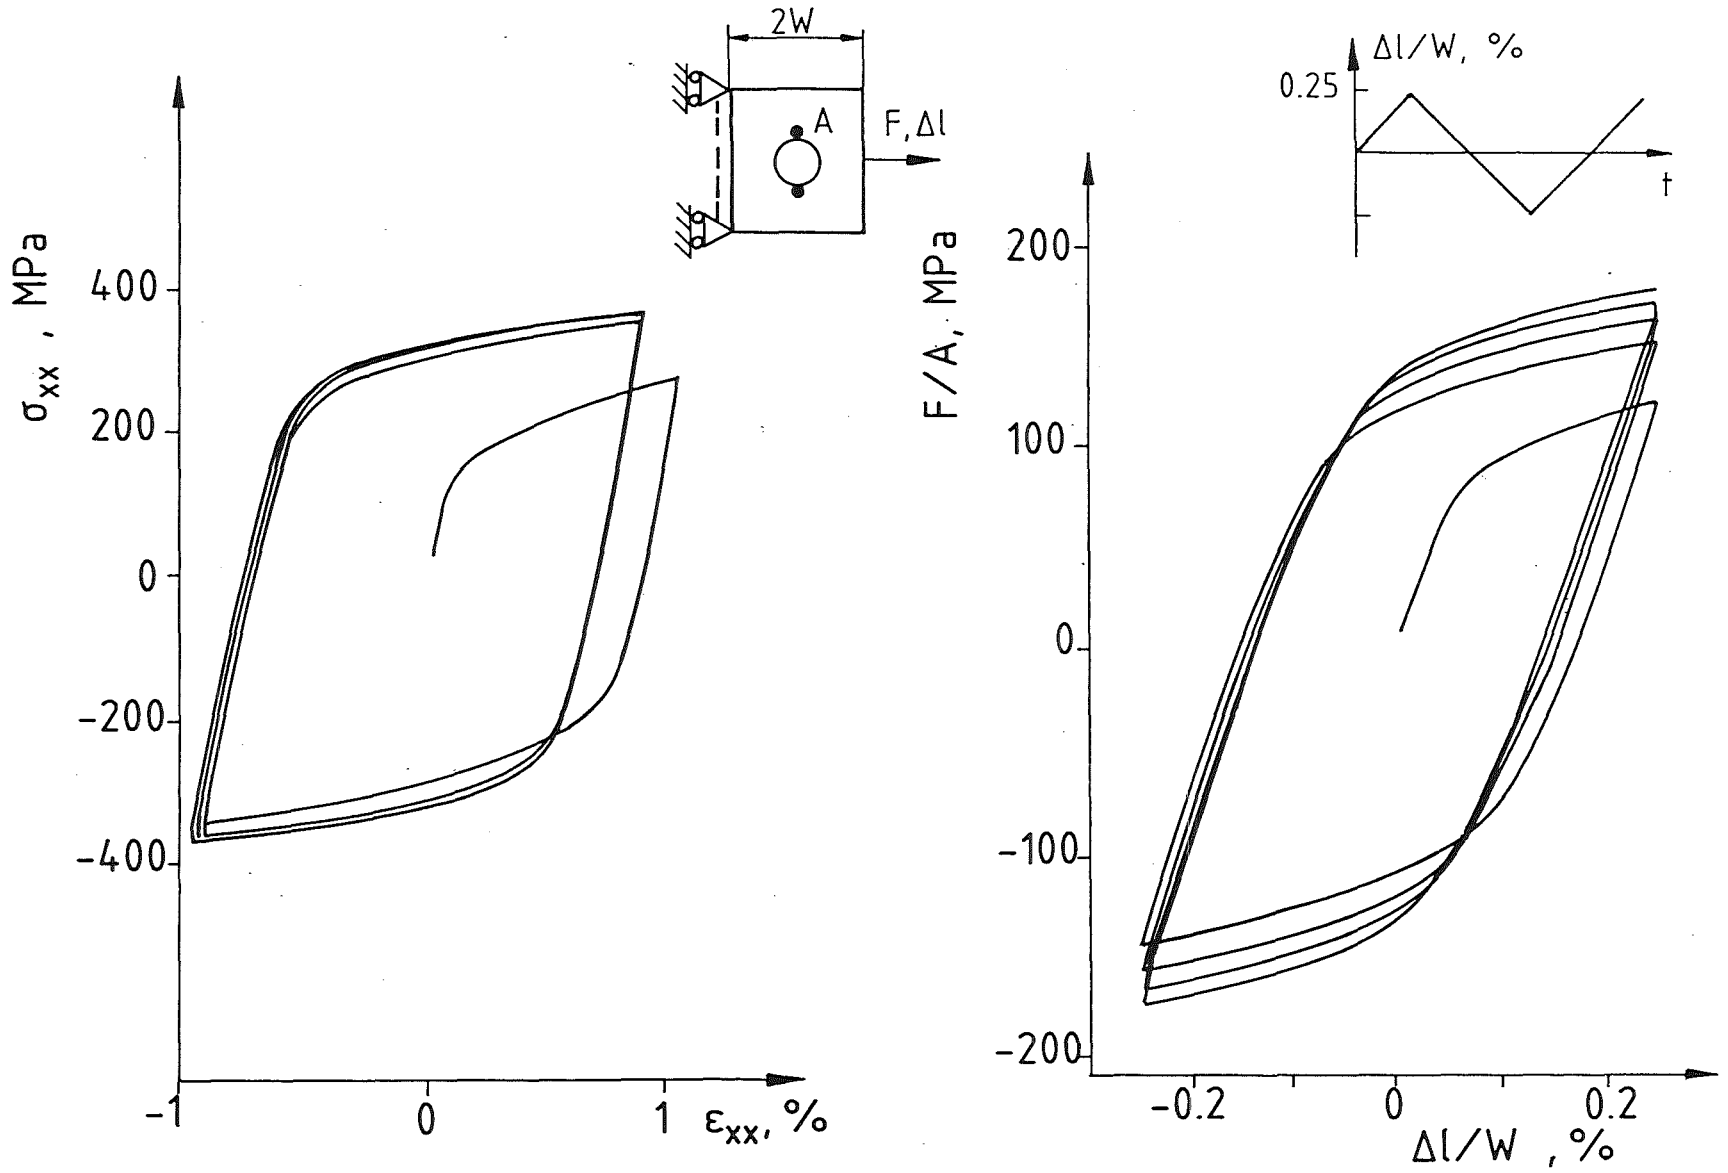 2W
A
F, Δl
Δl/W, %
0.25
t
σxx , MPa
400
200
0
-200
-400
-1
0
1
εxx, %
F/A, MPa
200
100
0
-100
-200
-0.2
0
0.2
Δl/W , %